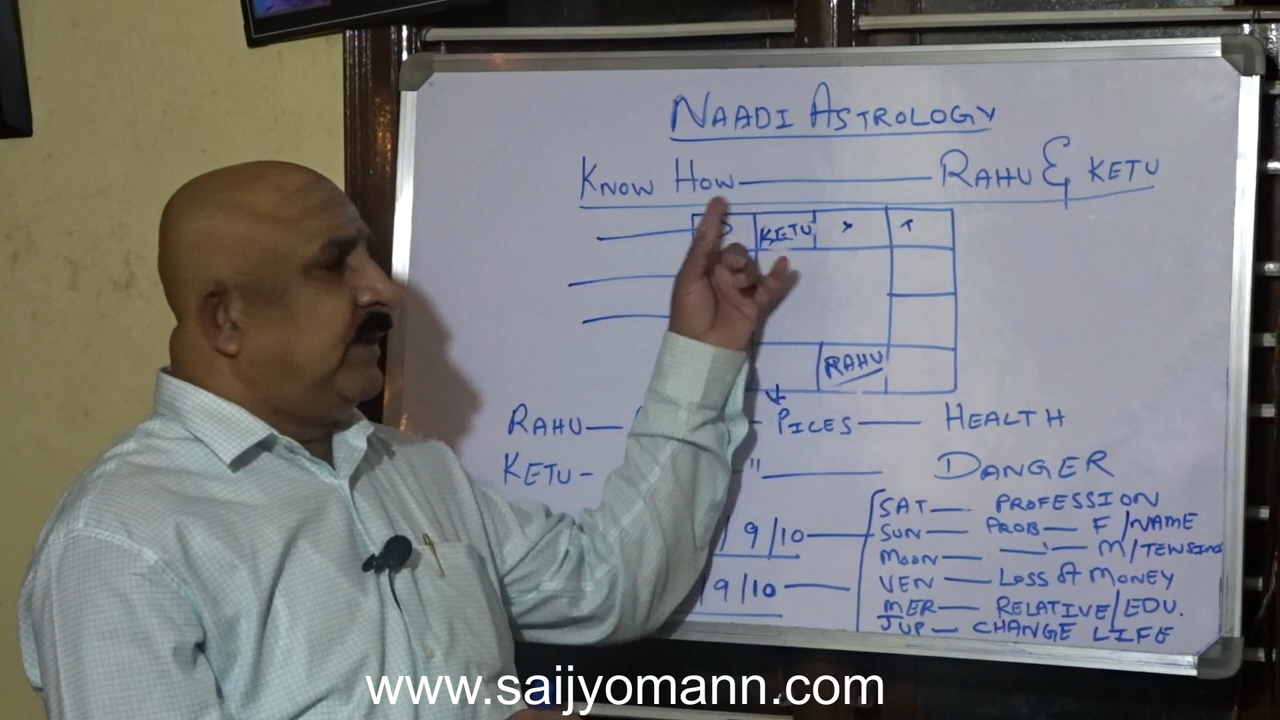 NAADI ASTROLOGY
KNOW HOW — RAHU & KETU
KETU
RAHU
RAHU — PICES — HEALTH
KETU - " — DANGER
/ 9/10 —
/9/10 —
SAT — PROFESSION
SUN — PROB — F/NAME
MOON — " — M/TENSION
VEN — LOSS OF MONEY
MER — RELATIVE/EDU.
JUP — CHANGE LIFE
www.saijyomann.com